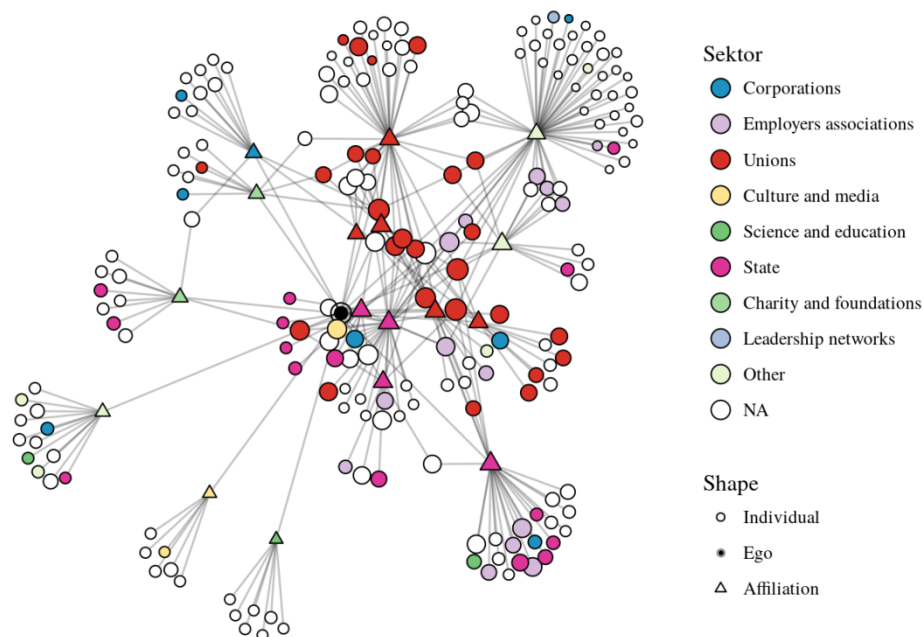 Sektor
Corporations
Employers associations
Unions
Culture and media
Science and education
State
Charity and foundations
Leadership networks
Other
NA
Shape
Individual
Ego
Affiliation